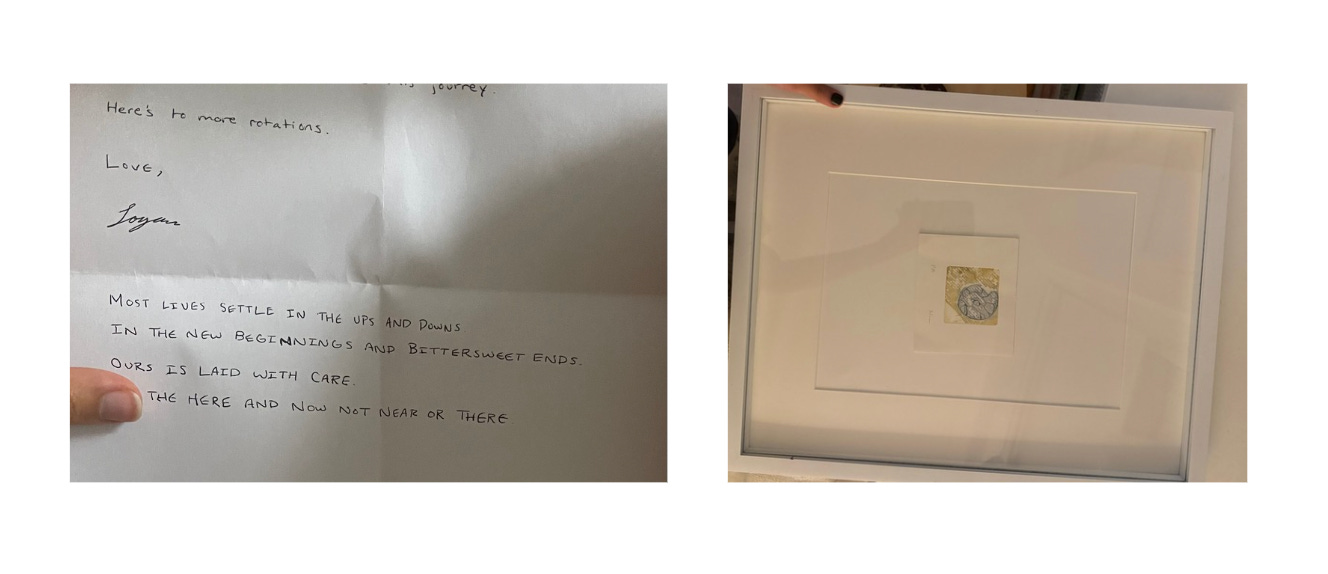 journey.
Here's to more rotations.
Love,
MOST LIVES SETTLE IN THE UPS AND DOWNS
IN THE NEW BEGINNINGS AND BITTERSWEET ENDS.
OURS IS LAID WITH CARE.
THE HERE AND NOW NOT NEAR OR THERE